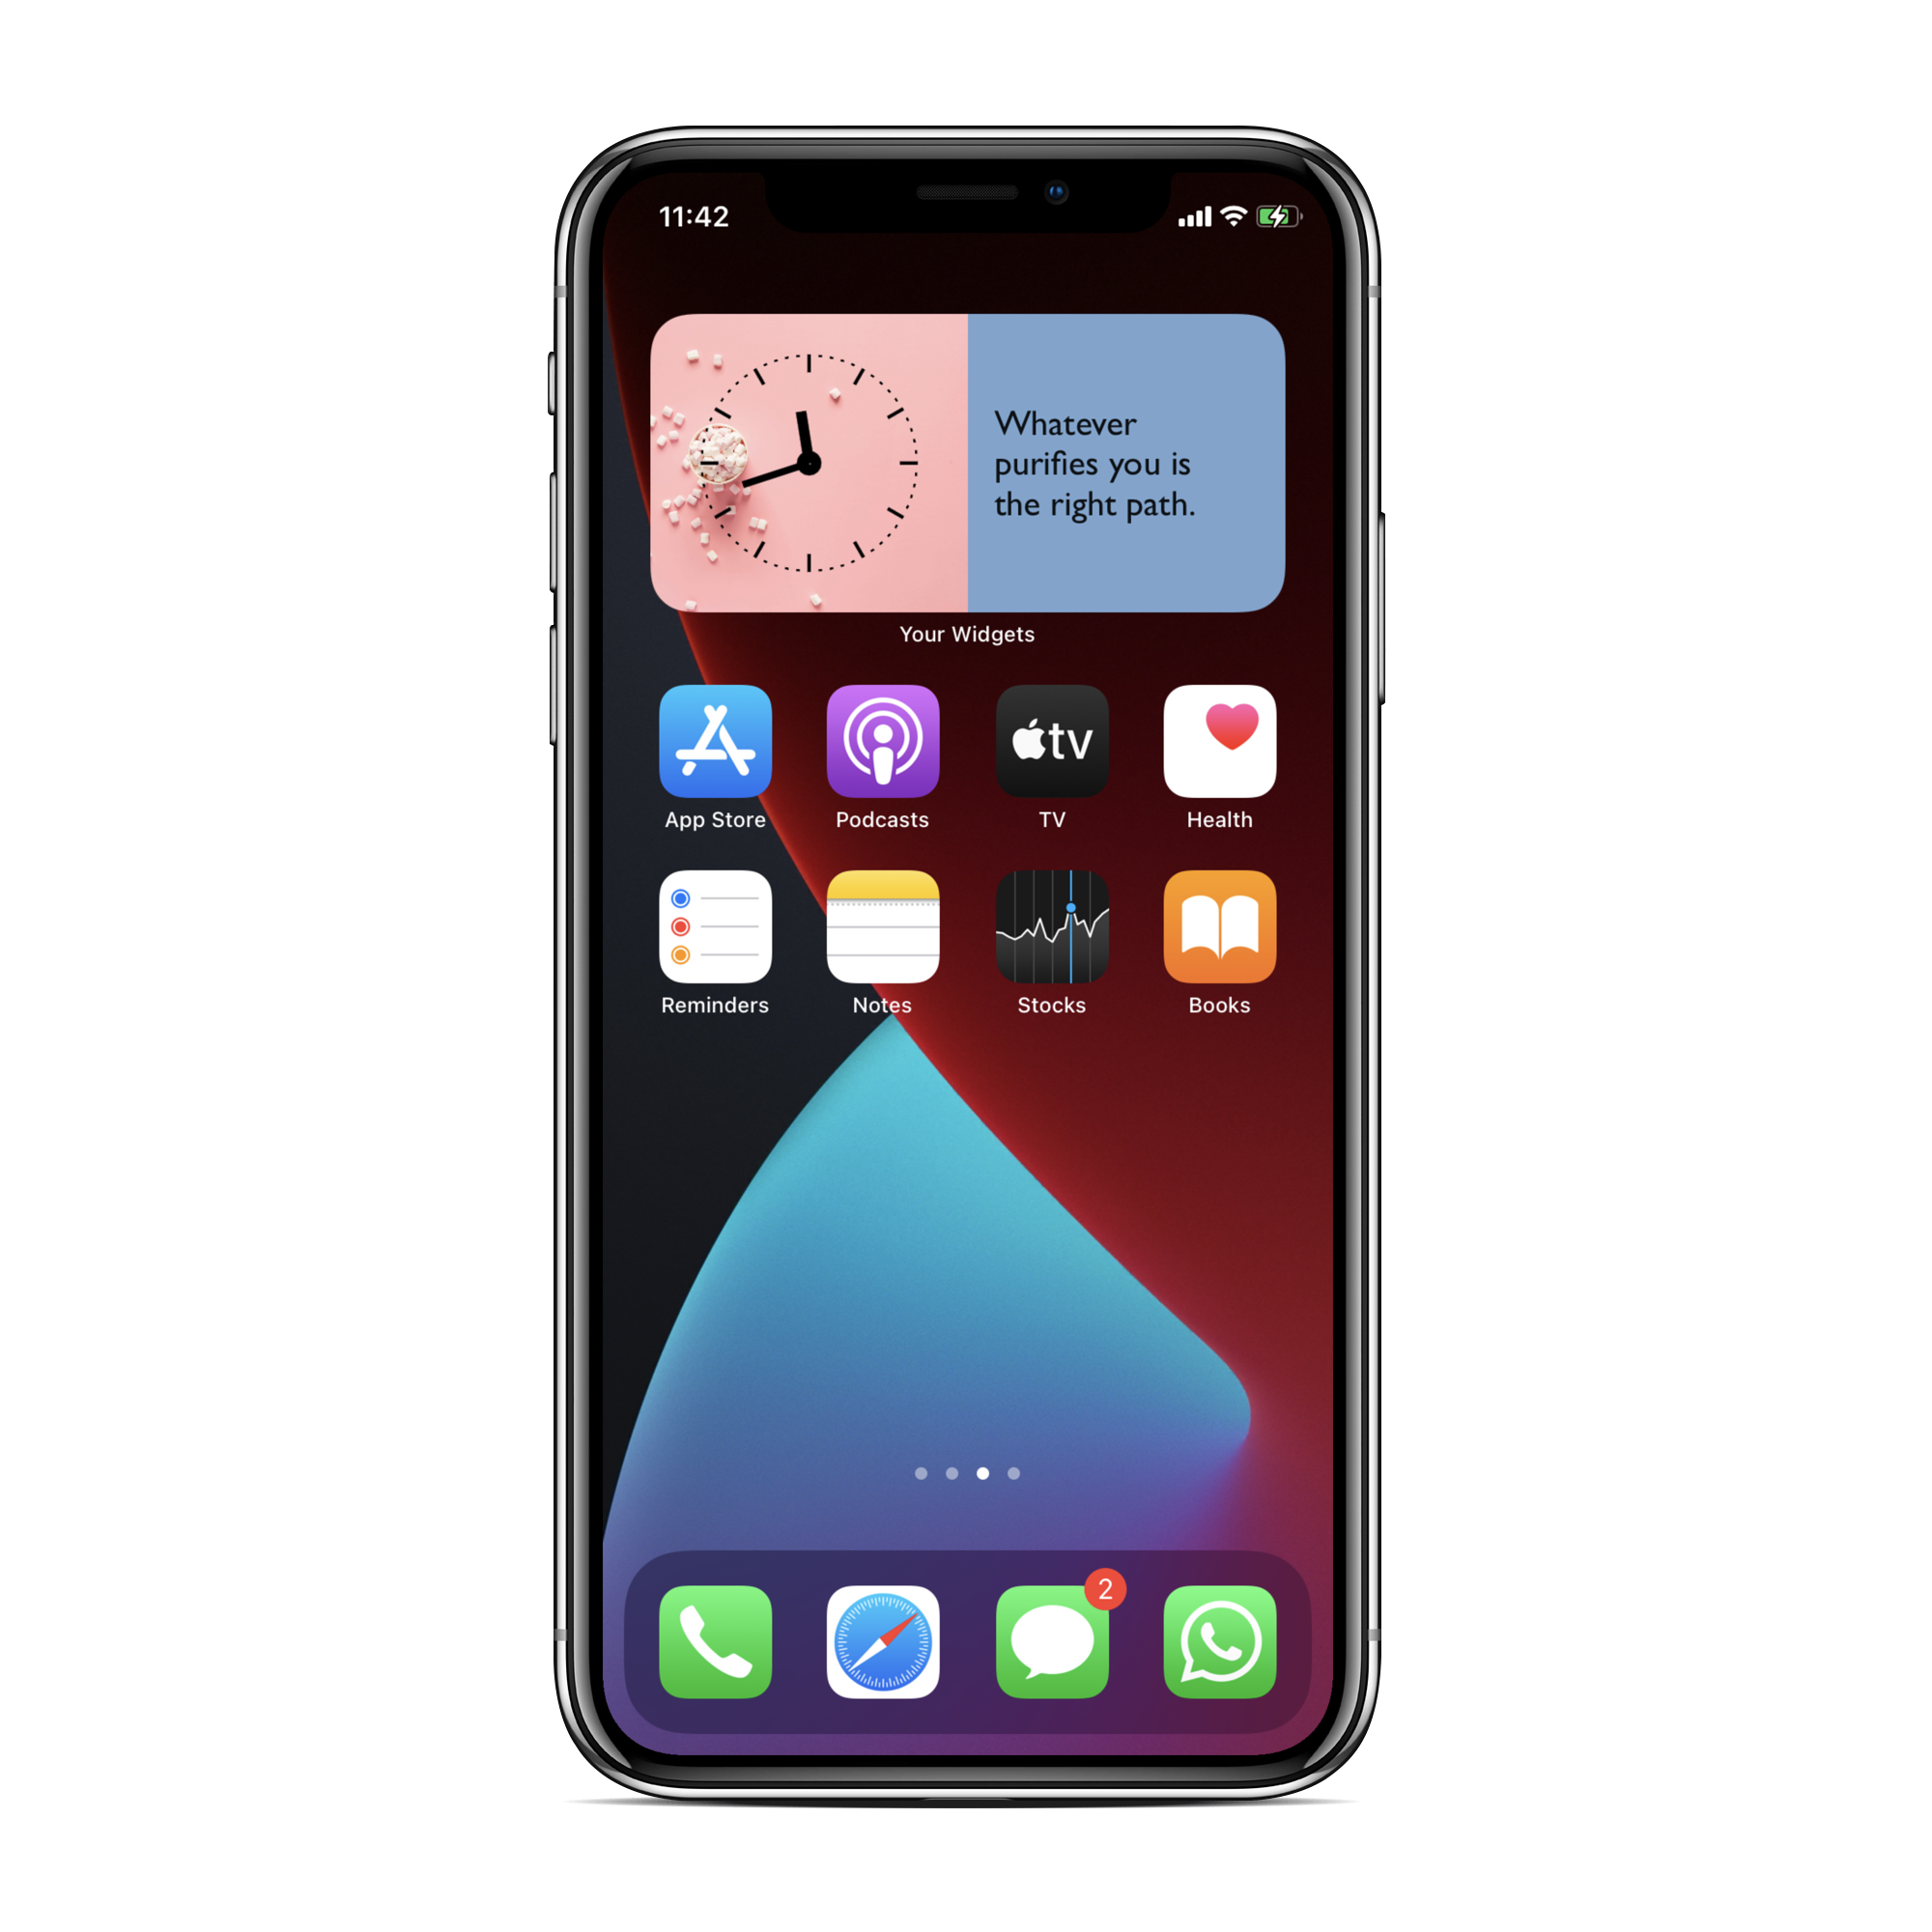 11:42
Whatever
purifies you is
the right path.
Your Widgets
tv
App Store
Podcasts
TV
Health
Reminders
Notes
Stocks
Books
2